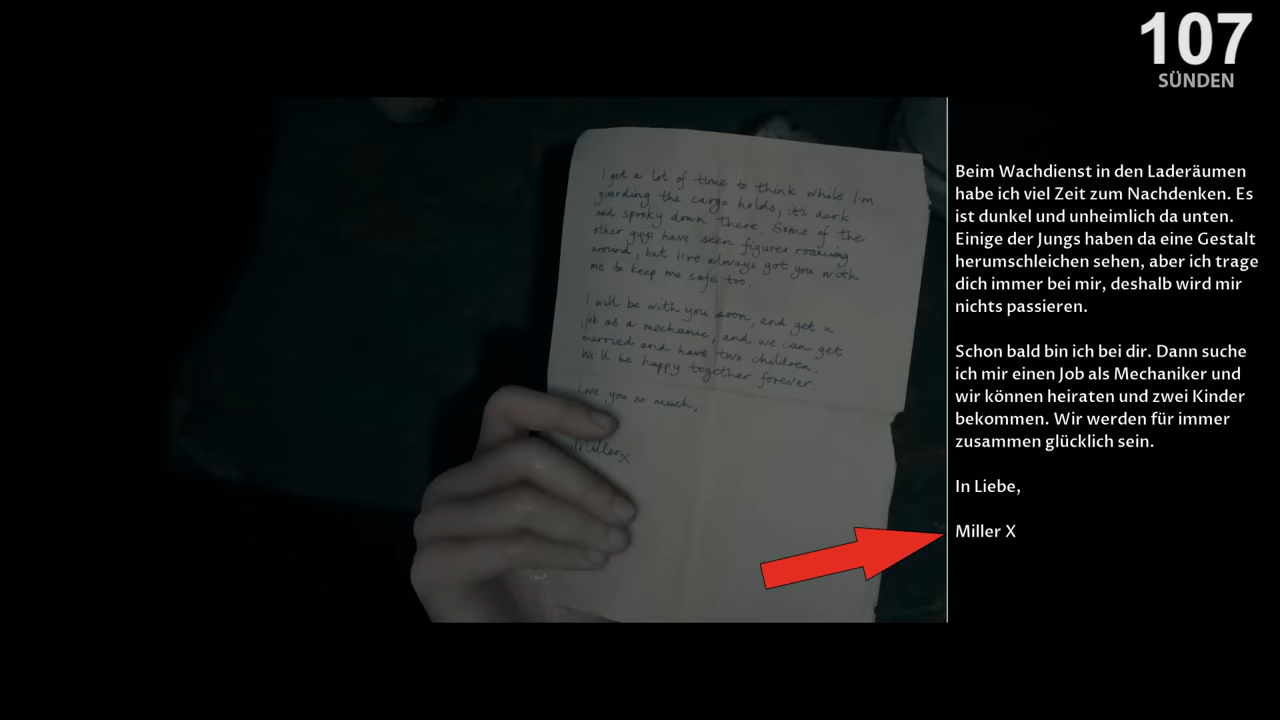 107
SÜNDEN
I get a lot of time to think while I'm
guarding the cargo holds, it's dark
and spooky down there. Some of the
other guys have seen figures roaming
around, but I've always got you with
me to keep me safe too.
I will be with you soon, and get a
job as a mechanic, and we can get
married and have two children.
We'll be happy together forever.
Love you so much,
Miller x
Beim Wachdienst in den Laderäumen
habe ich viel Zeit zum Nachdenken. Es
ist dunkel und unheimlich da unten.
Einige der Jungs haben da eine Gestalt
herumschleichen sehen, aber ich trage
dich immer bei mir, deshalb wird mir
nichts passieren.
Schon bald bin ich bei dir. Dann suche
ich mir einen Job als Mechaniker und
wir können heiraten und zwei Kinder
bekommen. Wir werden für immer
zusammen glücklich sein.
In Liebe,
Miller X